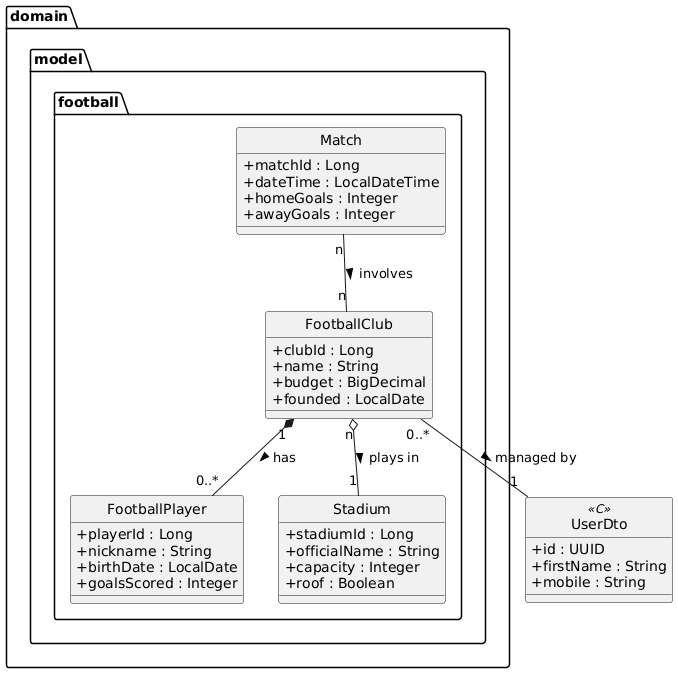 domain
model
football
Match
+matchId : Long
+dateTime : LocalDateTime
+homeGoals : Integer
+awayGoals : Integer
n
involves
n
FootballClub
+clubId : Long
+name : String
+budget : BigDecimal
+founded : LocalDate
1
n
0..*
has
plays in
managed by
0..*
1
1
FootballPlayer
+playerId : Long
+nickname : String
+birthDate : LocalDate
+goalsScored : Integer
Stadium
+stadiumId : Long
+officialName : String
+capacity : Integer
+roof : Boolean
«C»
UserDto
+id : UUID
+firstName : String
+mobile : String